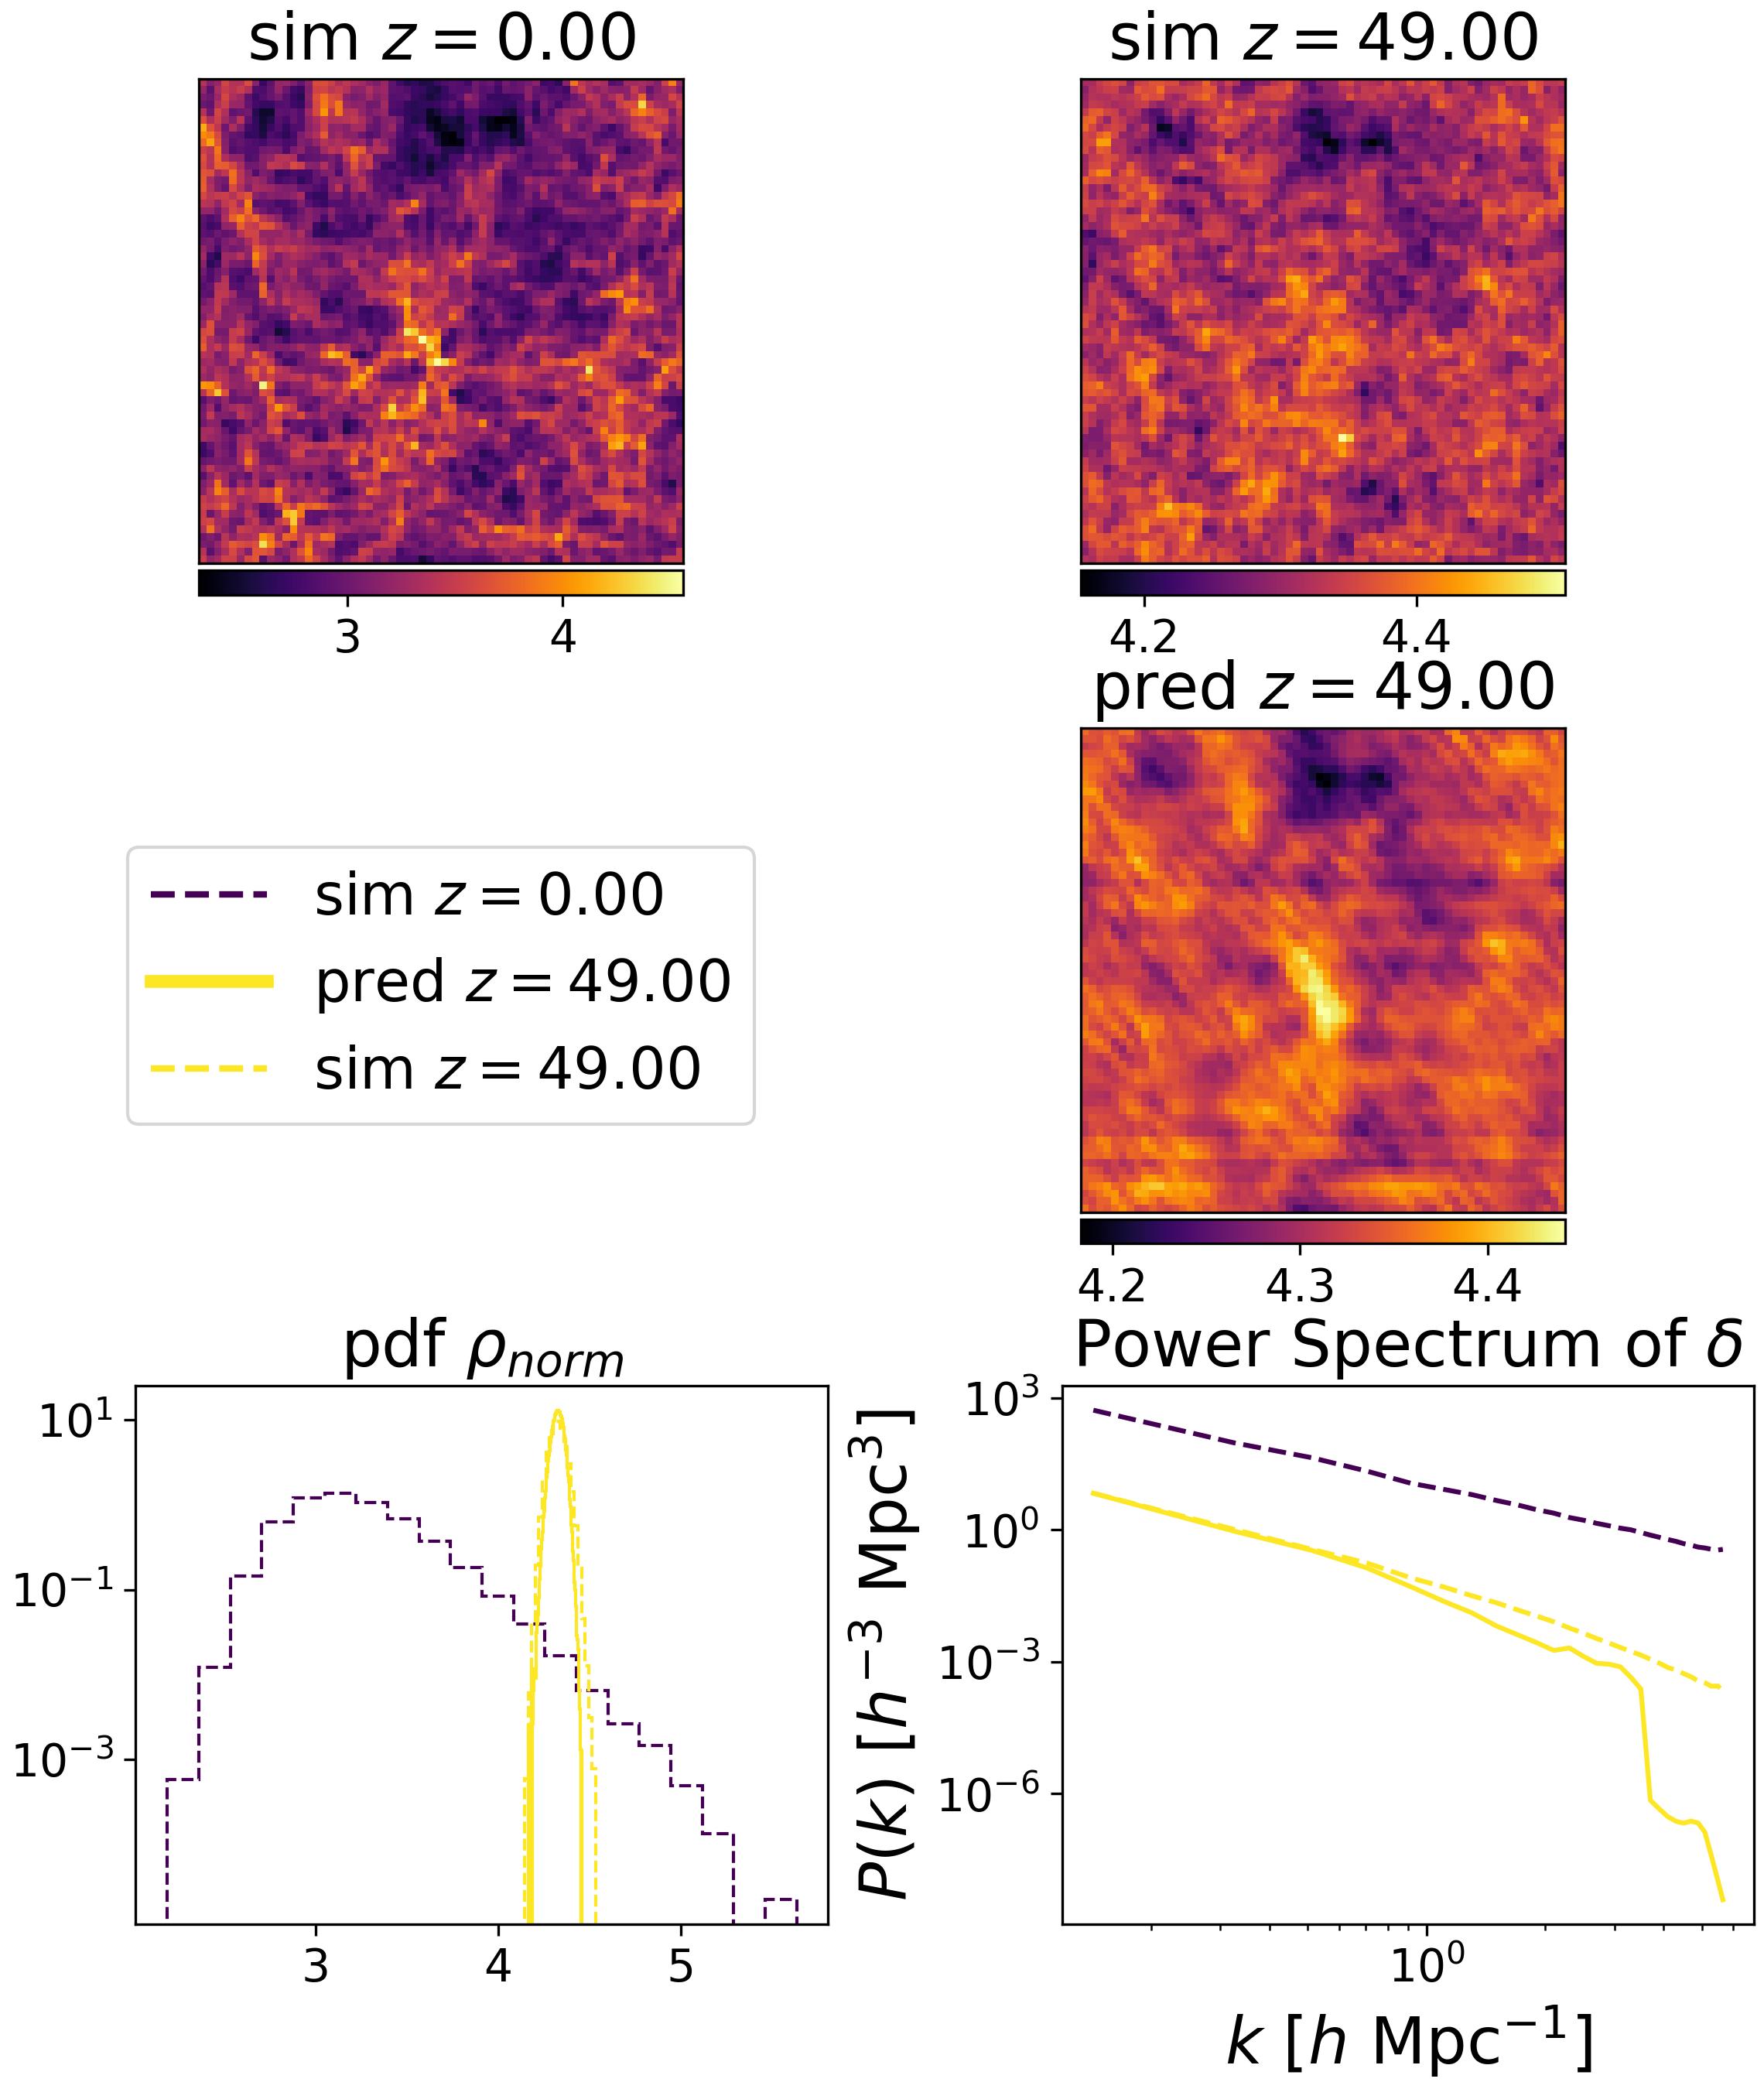 sim z = 0.00
sim z = 49.00
3 4
4.2 4.4
pred z = 49.00
sim z = 0.00
pred z = 49.00
sim z = 49.00
4.2 4.3 4.4
pdf ρ_norm
Power Spectrum of δ
10^1
10^-1
10^-3
3 4 5
P(k) [h^-3 Mpc^3]
10^3
10^0
10^-3
10^-6
10^0
k [h Mpc^-1]